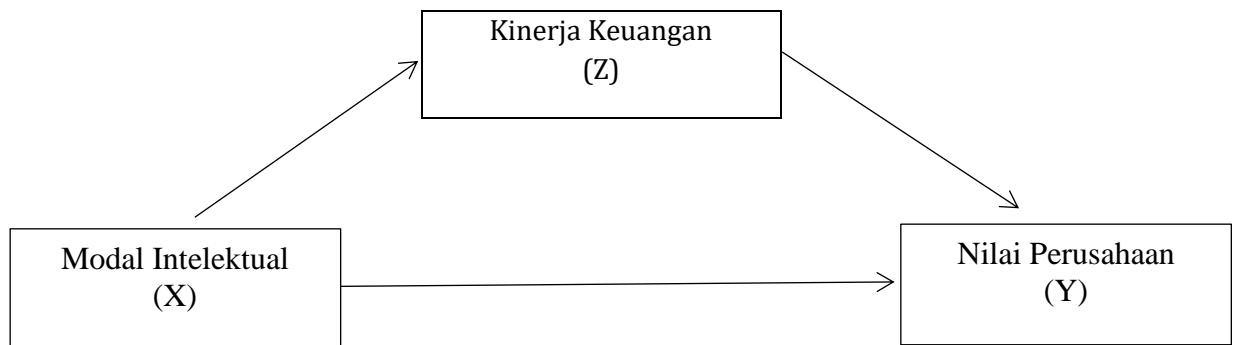 Kinerja Keuangan
(Z)
Modal Intelektual
(X)
Nilai Perusahaan
(Y)